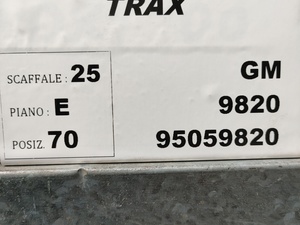 TRAX
SCAFFALE : 25
GM
PIANO : E
9820
POSIZ. 70
95059820